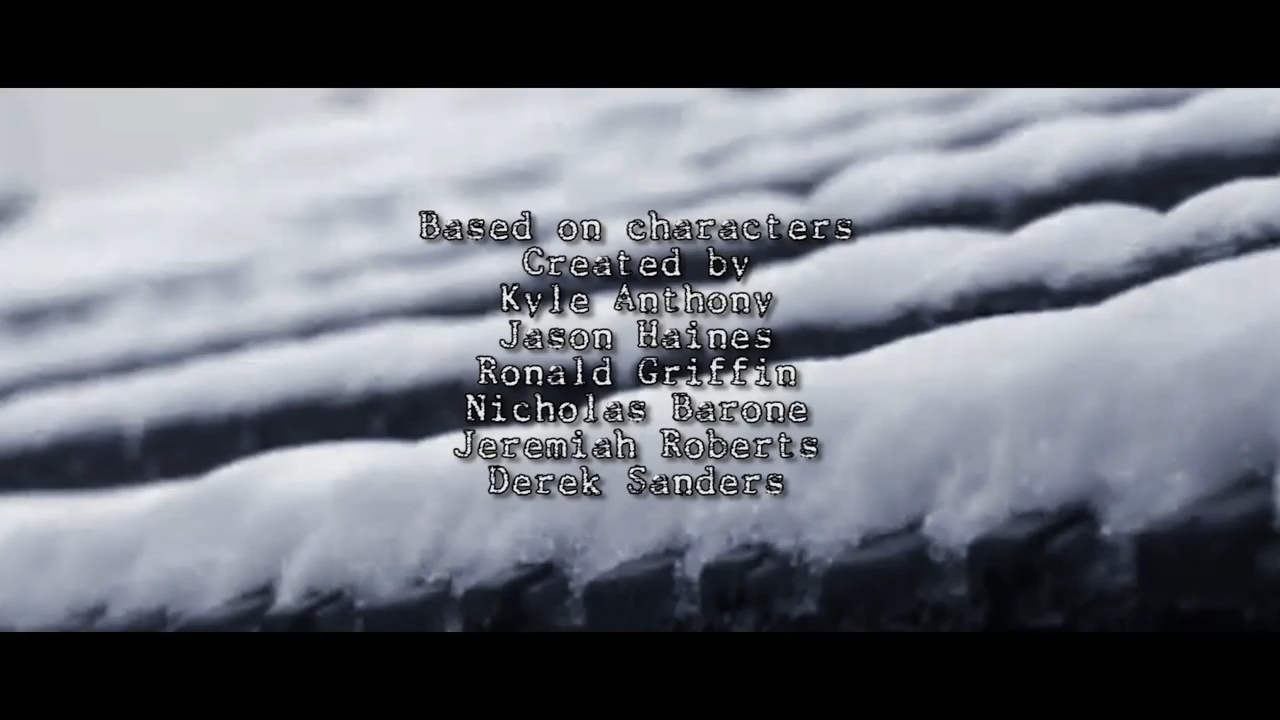 Based on characters
Created by
Kyle Anthony
Jason Haines
Ronald Griffin
Nicholas Barone
Jeremiah Roberts
Derek Sanders